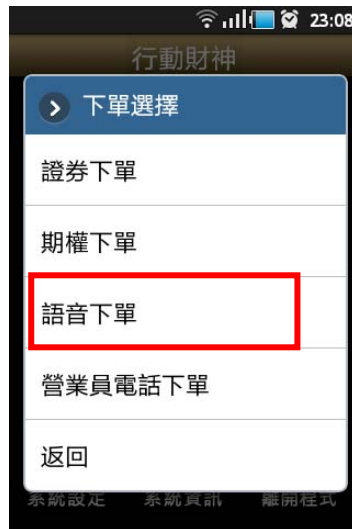 23:08
行動財神
下單選擇
證券下單
期權下單
語音下單
營業員電話下單
返回
系統設定 系統資訊 離開程式